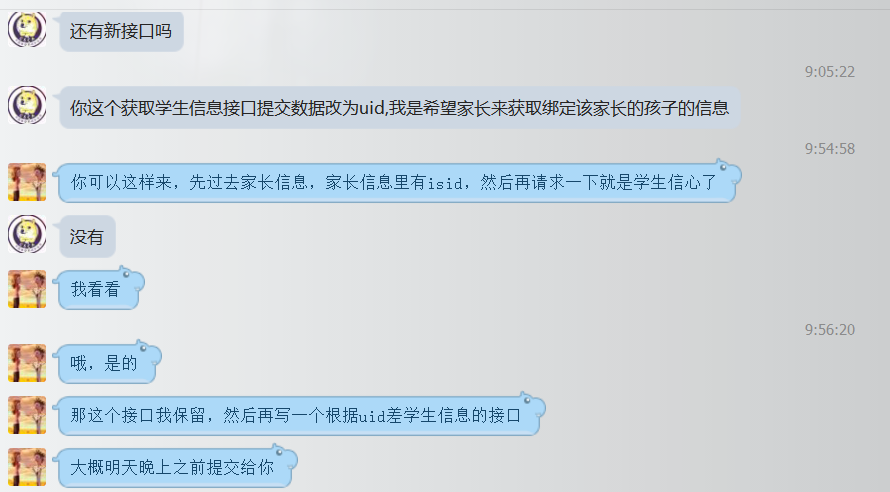 还有新接口吗
9:05:22
你这个获取学生信息接口提交数据改为uid,我是希望家长来获取绑定该家长的孩子的信息
9:54:58
你可以这样来，先过去家长信息，家长信息里有isid，然后再请求一下就是学生信心了
没有
我看看
9:56:20
哦，是的
那这个接口我保留，然后再写一个根据uid差学生信息的接口
大概明天晚上之前提交给你